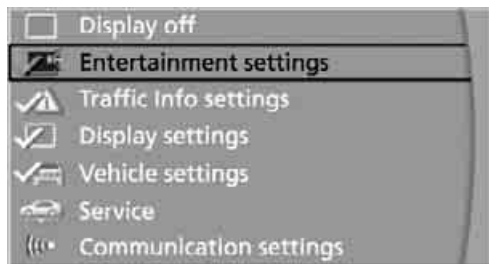 Display off
Entertainment settings
Traffic Info settings
Display settings
Vehicle settings
Service
Communication settings